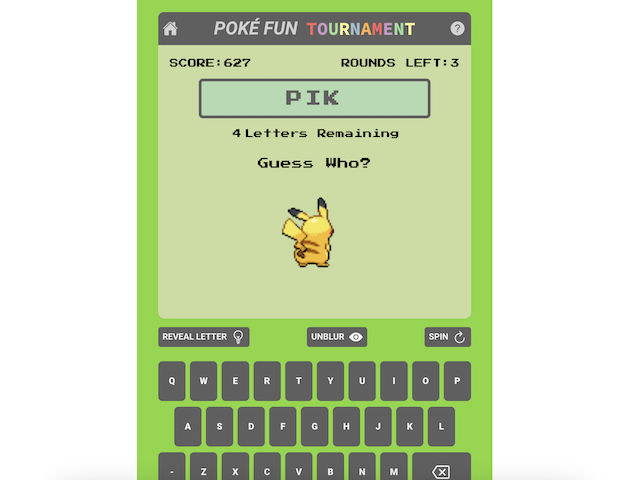 POKÉ FUN TOURNAMENT ?
SCORE:627 ROUNDS LEFT:3
PIK
4 Letters Remaining
Guess Who?
REVEAL LETTER UNBLUR SPIN
Q W E R T Y U I O P
A S D F G H J K L
- Z X C V B N M